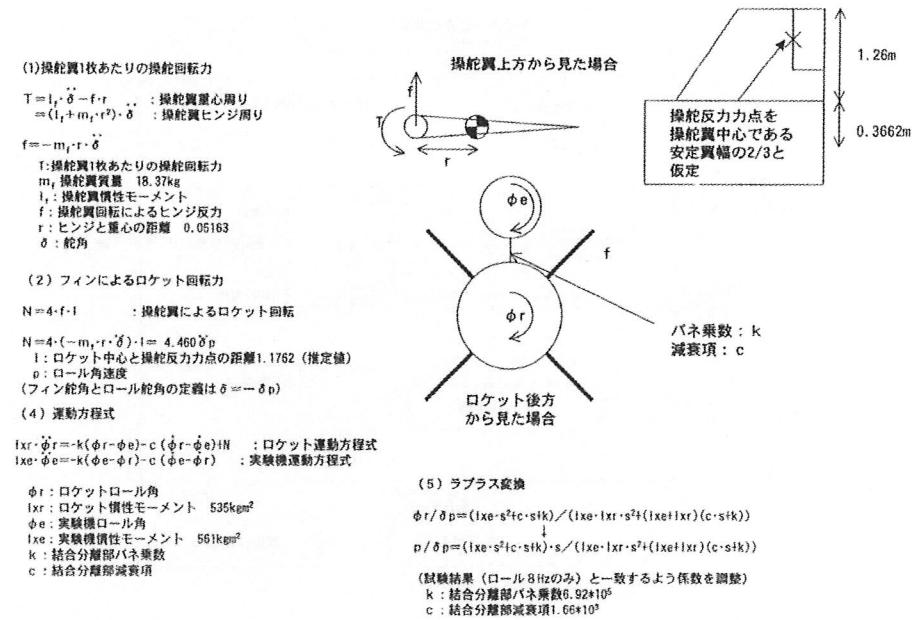 (1)操舵翼1枚あたりの操舵回転力
T=I_f・δ̈-f・r :操舵翼重心周り
=(I_f+m_f・r²)・δ̈ :操舵翼ヒンジ周り
f=-m_f・r・δ̈
T:操舵翼1枚あたりの操舵回転力
m_f 操舵翼質量 18.37kg
I_f:操舵翼慣性モーメント
f:操舵翼回転によるヒンジ反力
r:ヒンジと重心の距離 0.05163
δ:舵角
(2)フィンによるロケット回転力
N=4・f・l :操舵翼によるロケット回転
N=4・(-m_f・r・δ̈)・l= 4.460δ̈p
l:ロケット中心と操舵反力力点の距離1.1762(推定値)
p:ロール角速度
(フィン舵角とロール舵角の定義はδ=-δp)
(4)運動方程式
Ixr・φ̈r=-k(φr-φe)-c(φ̇r-φ̇e)+N :ロケット運動方程式
Ixe・φ̈e=-k(φe-φr)-c(φ̇e-φ̇r) :実験機運動方程式
φr:ロケットロール角
Ixr:ロケット慣性モーメント 535kgm²
φe:実験機ロール角
Ixe:実験機慣性モーメント 561kgm²
k:結合分離部バネ乗数
c:結合分離部減衰項
操舵翼上方から見た場合
f
T
r
1.26m
0.3662m
操舵反力力点を
操舵翼中心である
安定翼幅の2/3と
仮定
φe
f
φr
バネ乗数:k
減衰項:c
ロケット後方
から見た場合
(5)ラプラス変換
φr/δp=(Ixe・s²+c・s+k)/(Ixe・Ixr・s²+(Ixe+Ixr)(c・s+k))
↓
p/δp=(Ixe・s²+c・s+k)・s/(Ixe・Ixr・s²+(Ixe+Ixr)(c・s+k))
(試験結果(ロール8Hzのみ)と一致するよう係数を調整)
k:結合分離部バネ乗数6.92*10⁵
c:結合分離部減衰項1.66*10³